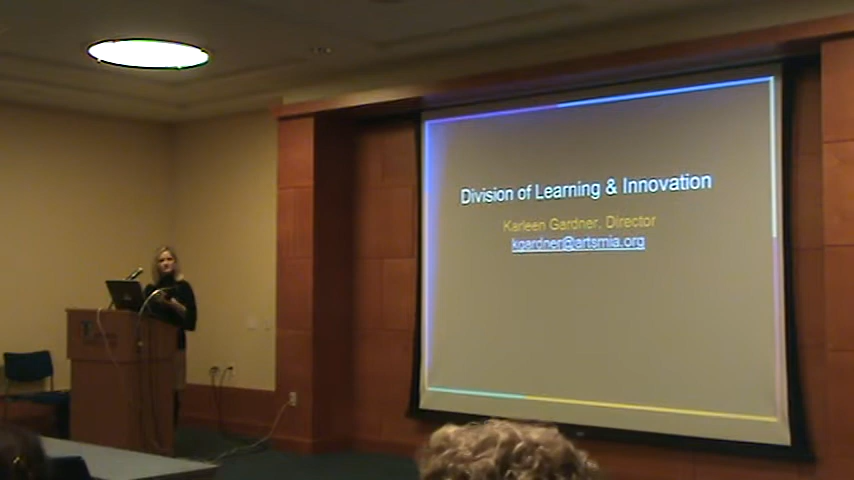 Division of Learning & Innovation
Karleen Gardner, Director
kgardner@artsmia.org